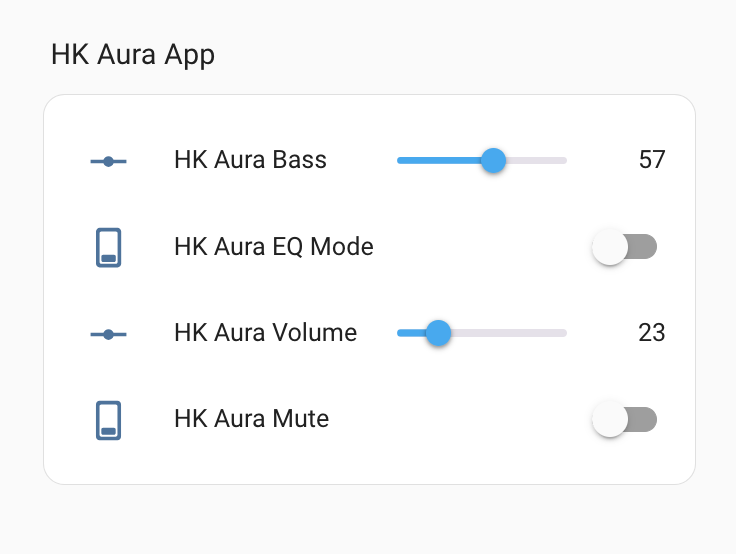 HK Aura App
HK Aura Bass 57
HK Aura EQ Mode
HK Aura Volume 23
HK Aura Mute